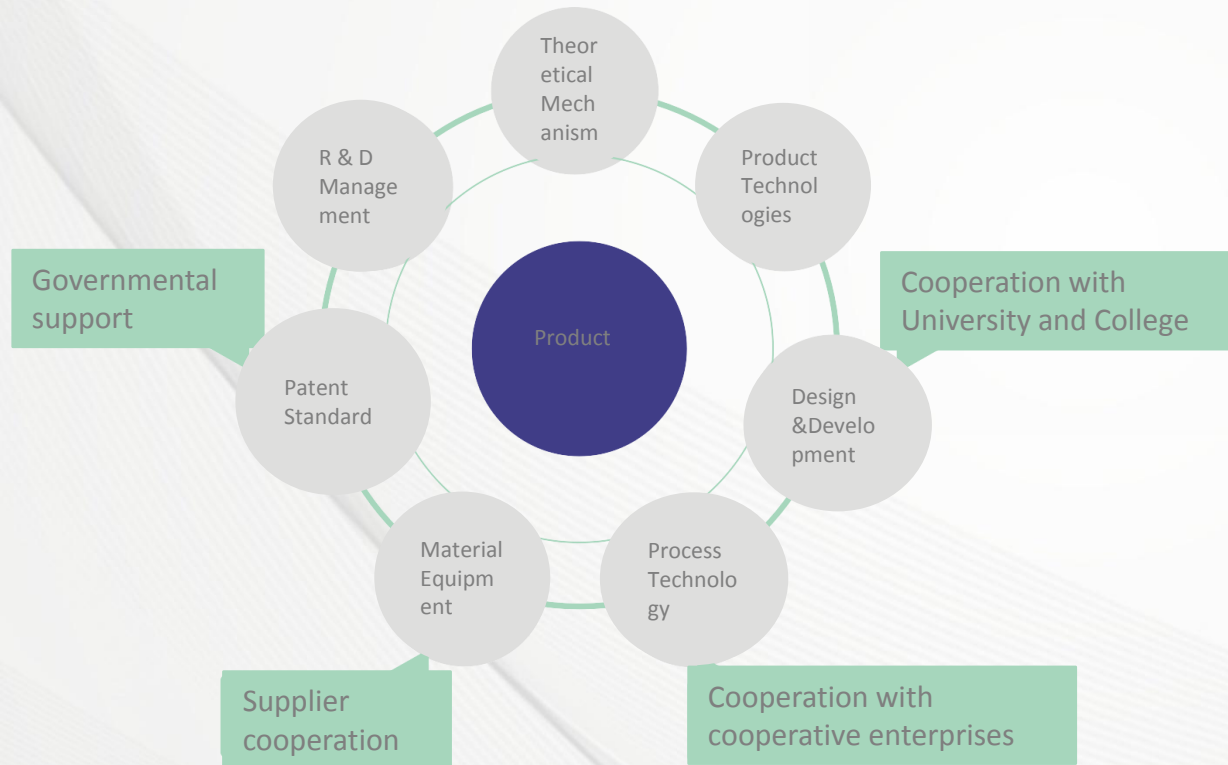 Theor
etical
Mech
anism
R & D
Manage
ment
Product
Technol
ogies
Governmental
support
Cooperation with
University and College
Product
Patent
Standard
Design
&Develo
pment
Material
Equipm
ent
Process
Technolo
gy
Supplier
cooperation
Cooperation with
cooperative enterprises